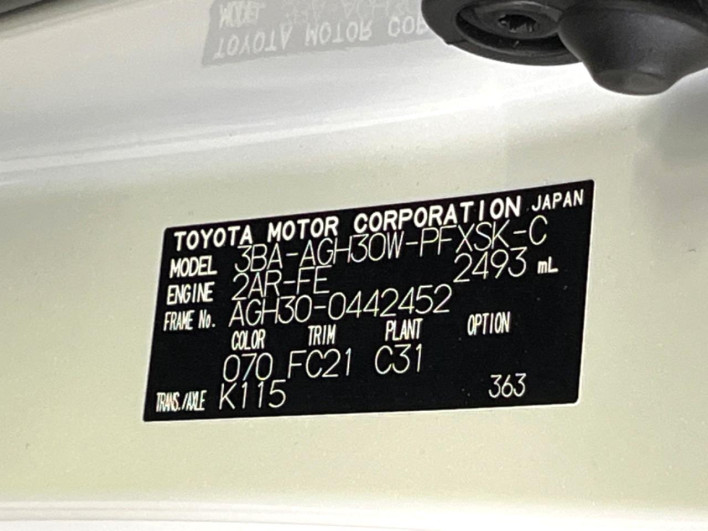 TOYOTA MOTOR CORPORATION JAPAN
MODEL 3BA-AGH30W-PFXSK-C
ENGINE 2AR-FE 2493 mL
FRAME No. AGH30-0442452
COLOR TRIM PLANT OPTION
070 FC21 C31
TRANS./AXLE K115 363